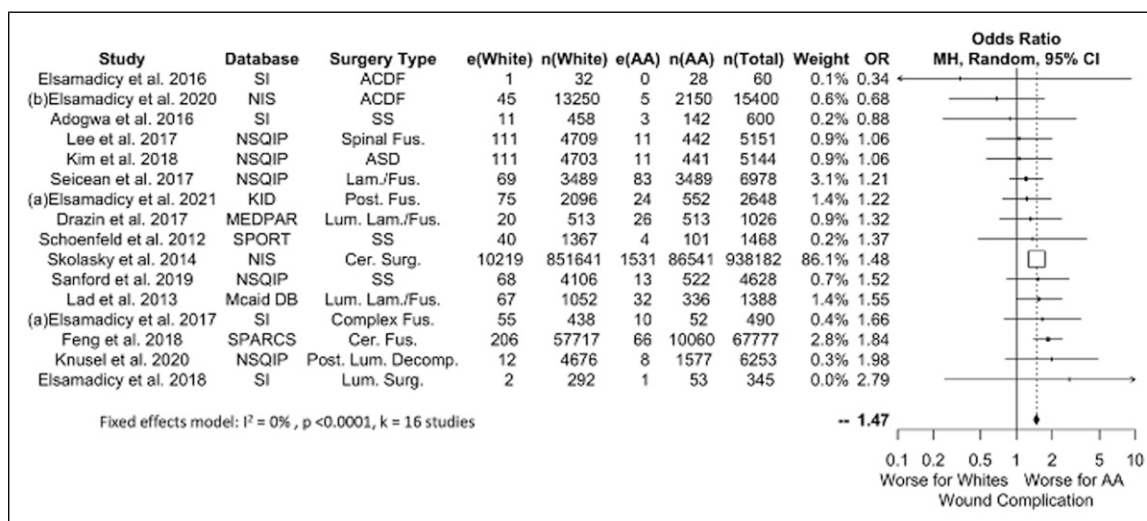 Odds Ratio
Study Database Surgery Type e(White) n(White) e(AA) n(AA) n(Total) Weight OR MH, Random, 95% CI
Elsamadicy et al. 2016 SI ACDF 1 32 0 28 60 0.1% 0.34
(b)Elsamadicy et al. 2020 NIS ACDF 45 13250 5 2150 15400 0.6% 0.68
Adogwa et al. 2016 SI SS 11 458 3 142 600 0.2% 0.88
Lee et al. 2017 NSQIP Spinal Fus. 111 4709 11 442 5151 0.9% 1.06
Kim et al. 2018 NSQIP ASD 111 4703 11 441 5144 0.9% 1.06
Seicean et al. 2017 NSQIP Lam./Fus. 69 3489 83 3489 6978 3.1% 1.21
(a)Elsamadicy et al. 2021 KID Post. Fus. 75 2096 24 552 2648 1.4% 1.22
Drazin et al. 2017 MEDPAR Lum. Lam./Fus. 20 513 26 513 1026 0.9% 1.32
Schoenfeld et al. 2012 SPORT SS 40 1367 4 101 1468 0.2% 1.37
Skolasky et al. 2014 NIS Cer. Surg. 10219 851641 1531 86541 938182 86.1% 1.48
Sanford et al. 2019 NSQIP SS 68 4106 13 522 4628 0.7% 1.52
Lad et al. 2013 Mcaid DB Lum. Lam./Fus. 67 1052 32 336 1388 1.4% 1.55
(a)Elsamadicy et al. 2017 SI Complex Fus. 55 438 10 52 490 0.4% 1.66
Feng et al. 2018 SPARCS Cer. Fus. 206 57717 66 10060 67777 2.8% 1.84
Knusel et al. 2020 NSQIP Post. Lum. Decomp. 12 4676 8 1577 6253 0.3% 1.98
Elsamadicy et al. 2018 SI Lum. Surg. 2 292 1 53 345 0.0% 2.79
Fixed effects model: I² = 0% , p <0.0001, k = 16 studies -- 1.47
0.1 0.2 0.5 1 2 5 10
Worse for Whites Worse for AA
Wound Complication